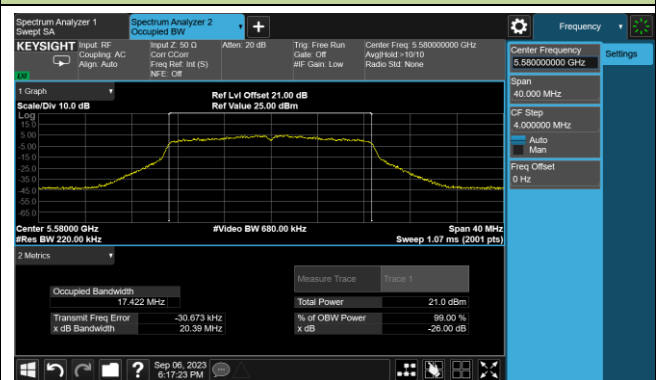 Spectrum Analyzer 1
Swept SA
Spectrum Analyzer 2
Occupied BW
Frequency
KEYSIGHT
Input: RF
Coupling: AC
Align: Auto
Input Z: 50 Ω
Corr CCorr
Freq Ref: Int (S)
NFE: Off
Atten: 20 dB
Trig: Free Run
Gate: Off
#IF Gain: Low
Center Freq: 5.580000000 GHz
Avg|Hold:>10/10
Radio Std: None
LXI
Center Frequency
5.580000000 GHz
Settings
Span
40.000 MHz
CF Step
4.000000 MHz
Auto
Man
Freq Offset
0 Hz
1 Graph
Scale/Div 10.0 dB
Ref Lvl Offset 21.00 dB
Ref Value 25.00 dBm
Log
15.0
5.00
-5.00
-15.0
-25.0
-35.0
-45.0
-55.0
-65.0
Center 5.58000 GHz
#Res BW 220.00 kHz
#Video BW 680.00 kHz
Span 40 MHz
Sweep 1.07 ms (2001 pts)
2 Metrics
Measure Trace
Trace 1
Occupied Bandwidth
17.422 MHz
Total Power
21.0 dBm
Transmit Freq Error
-30.673 kHz
% of OBW Power
99.00 %
x dB Bandwidth
20.39 MHz
x dB
-26.00 dB
?
Sep 06, 2023
6:17:23 PM